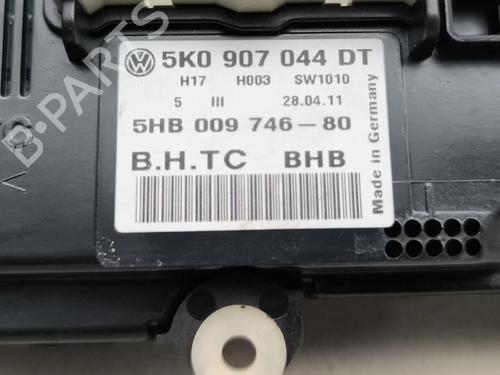 5K0 907 044 DT
H17 H003 SW1010
5 III 28.04.11
5HB 009 746-80
B.H.TC BHB
Made in Germany
B-PARTS
B-PARTS